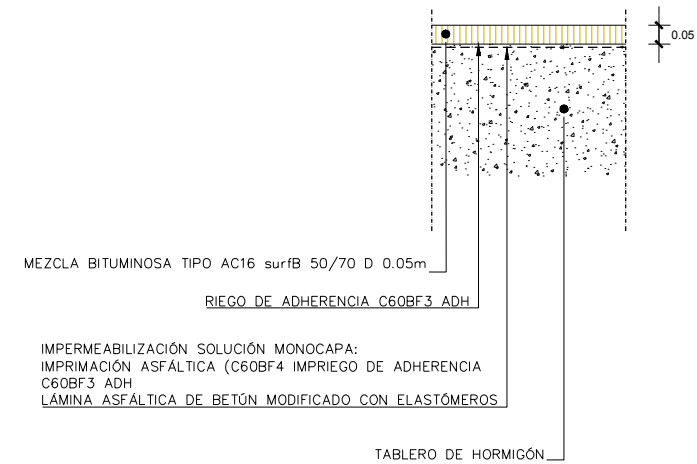 0.05
MEZCLA BITUMINOSA TIPO AC16 surfB 50/70 D 0.05m
RIEGO DE ADHERENCIA C60BF3 ADH
IMPERMEABILIZACIÓN SOLUCIÓN MONOCAPA:
IMPRIMACIÓN ASFÁLTICA (C60BF4 IMPRIEGO DE ADHERENCIA
C60BF3 ADH
LÁMINA ASFÁLTICA DE BETÚN MODIFICADO CON ELASTÓMEROS
TABLERO DE HORMIGÓN